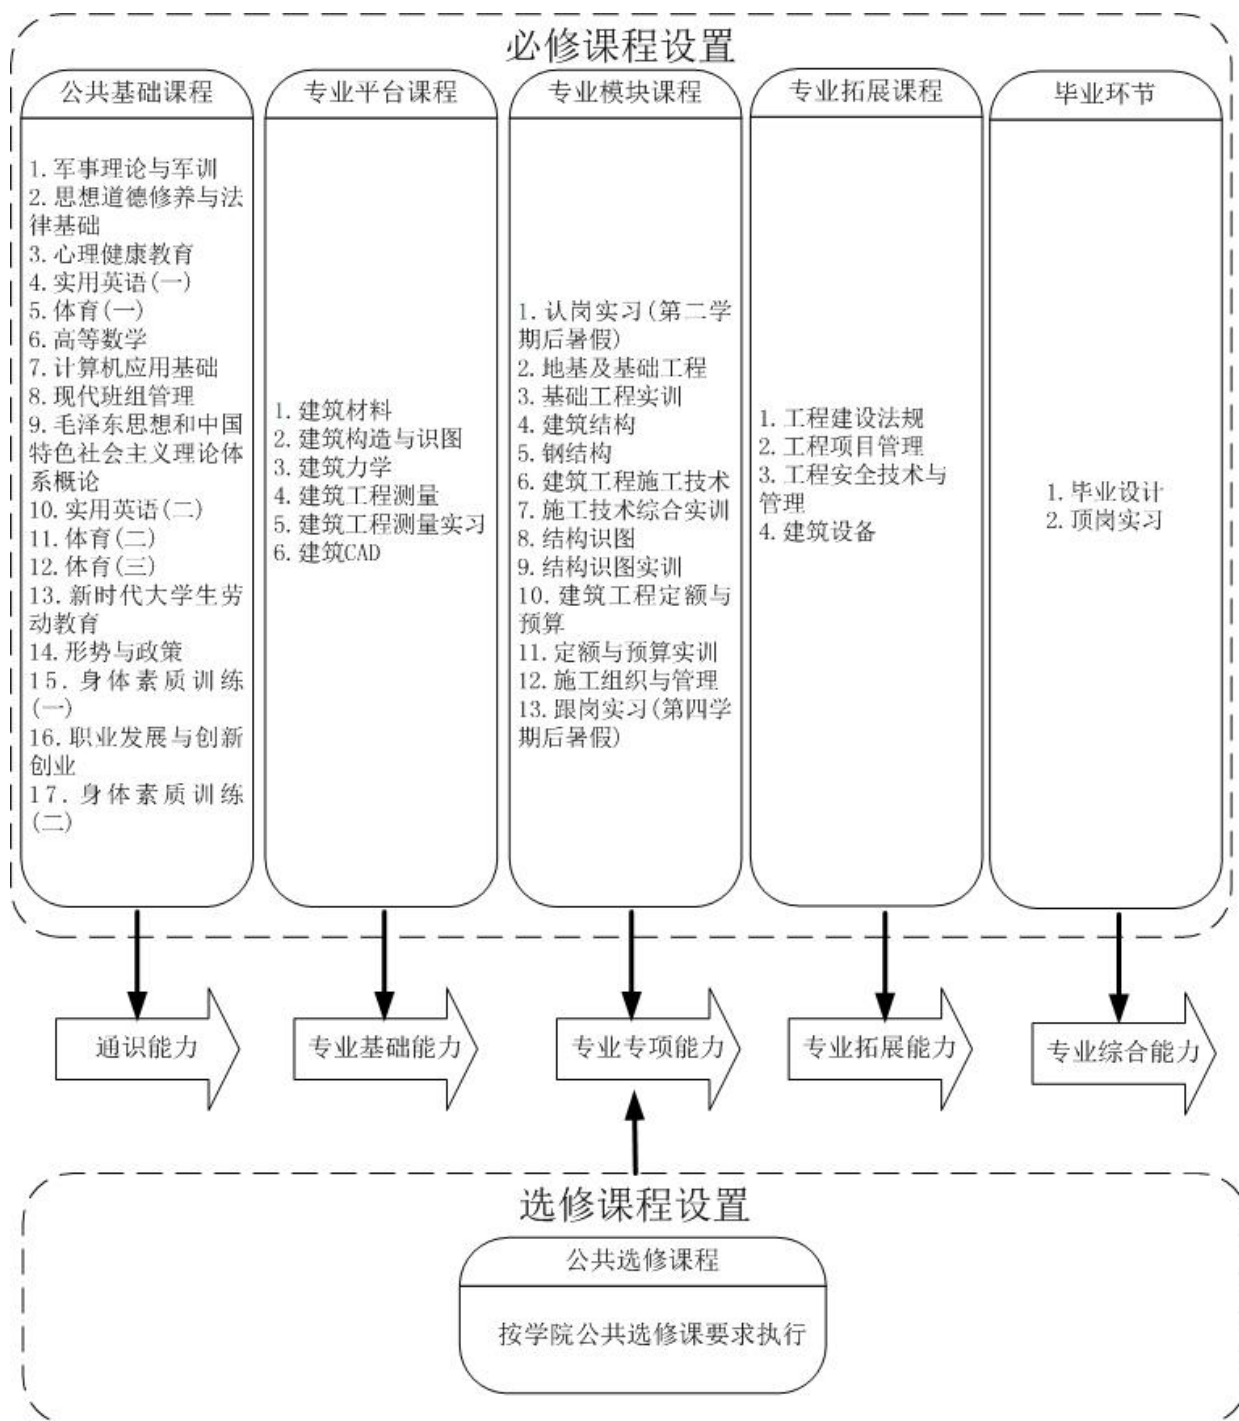 必修课程设置
公共基础课程
1. 军事理论与军训
2. 思想道德修养与法
律基础
3. 心理健康教育
4. 实用英语(一)
5. 体育(一)
6. 高等数学
7. 计算机应用基础
8. 现代班组管理
9. 毛泽东思想和中国
特色社会主义理论体
系概论
10. 实用英语(二)
11. 体育(二)
12. 体育(三)
13. 新时代大学生劳
动教育
14. 形势与政策
15. 身体素质训练
(一)
16. 职业发展与创新
创业
17. 身体素质训练
(二)
专业平台课程
1. 建筑材料
2. 建筑构造与识图
3. 建筑力学
4. 建筑工程测量
5. 建筑工程测量实习
6. 建筑CAD
专业模块课程
1. 认岗实习(第二学
期后暑假)
2. 地基及基础工程
3. 基础工程实训
4. 建筑结构
5. 钢结构
6. 建筑工程施工技术
7. 施工技术综合实训
8. 结构识图
9. 结构识图实训
10. 建筑工程定额与
预算
11. 定额与预算实训
12. 施工组织与管理
13. 跟岗实习(第四学
期后暑假)
专业拓展课程
1. 工程建设法规
2. 工程项目管理
3. 工程安全技术与
管理
4. 建筑设备
毕业环节
1. 毕业设计
2. 顶岗实习
通识能力
专业基础能力
专业专项能力
专业拓展能力
专业综合能力
选修课程设置
公共选修课程
按学院公共选修课要求执行